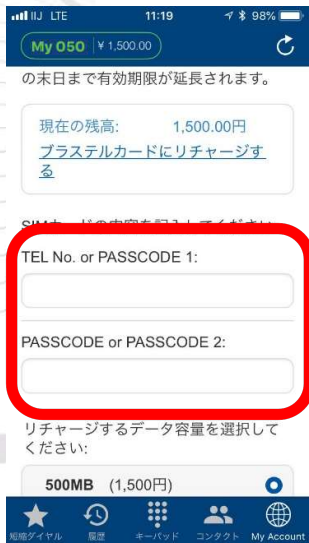 IIJ LTE 11:19 98%
My 050 ¥ 1,500.00
の末日まで有効期限が延長されます。
現在の残高: 1,500.00円
ブラステルカードにリチャージす
る
SIMカードの内容を記入してください
TEL No. or PASSCODE 1:
PASSCODE or PASSCODE 2:
リチャージするデータ容量を選択して
ください:
500MB (1,500円)
短縮ダイヤル 履歴 キーパッド コンタクト My Account